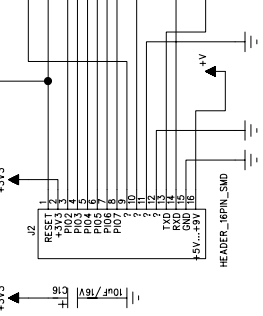 +V
+3V3
1
2
3
4
5
6
7
8
9
10
11
12
13
14
15
16
J2
RESET
+3V3
PIO2
PIO3
PIO4
PIO5
PIO6
PIO7
?
?
?
?
TXD
RXD
GND
+5V...+9V
HEADER_16PIN_SMD
+3V3
C16
+
10uF/16V